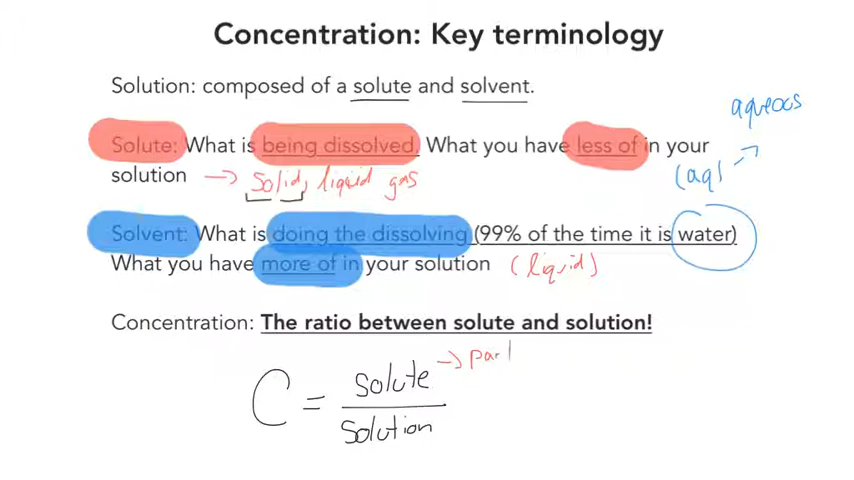 Concentration: Key terminology
Solution: composed of a solute and solvent.
aqueous
Solute: What is being dissolved. What you have less of in your
solution → solid, liquid gas
(aq) →
Solvent: What is doing the dissolving (99% of the time it is water)
What you have more of in your solution (liquid)
Concentration: The ratio between solute and solution!
C = solute → par
solution